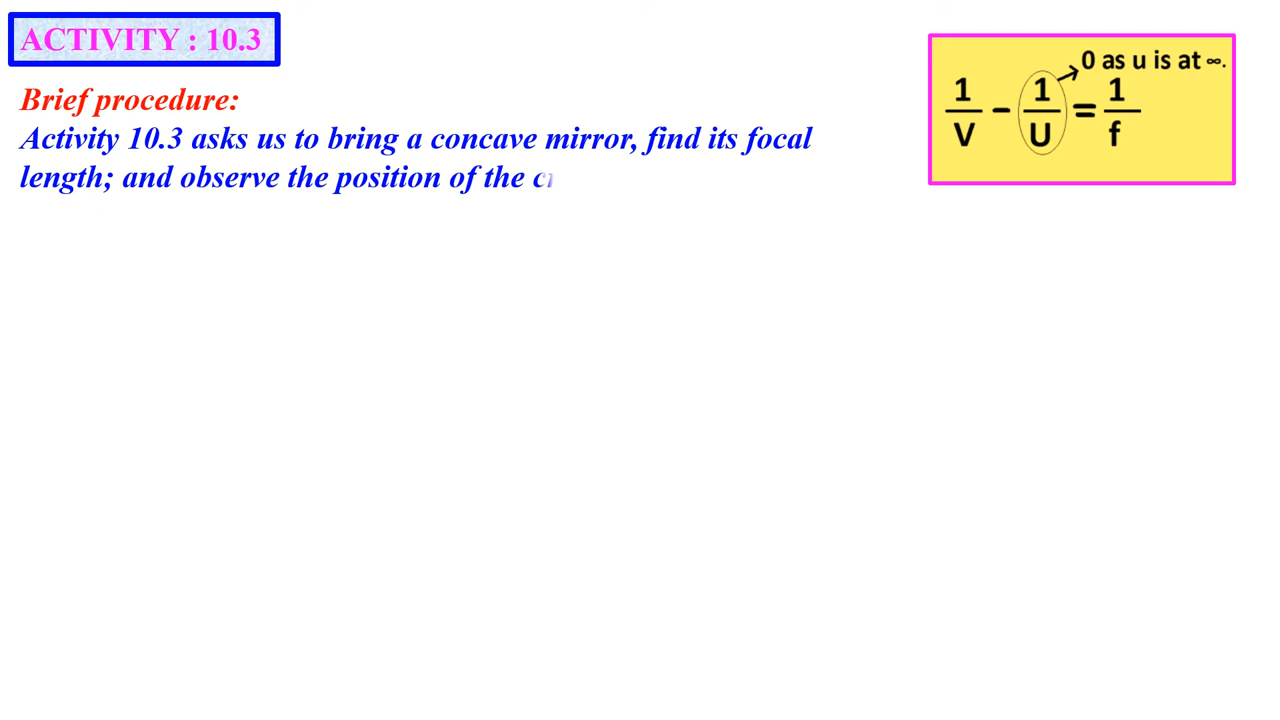 ACTIVITY : 10.3
Brief procedure:
Activity 10.3 asks us to bring a concave mirror, find its focal
length; and observe the position of the
0 as u is at ∞.
1/V - 1/U = 1/f